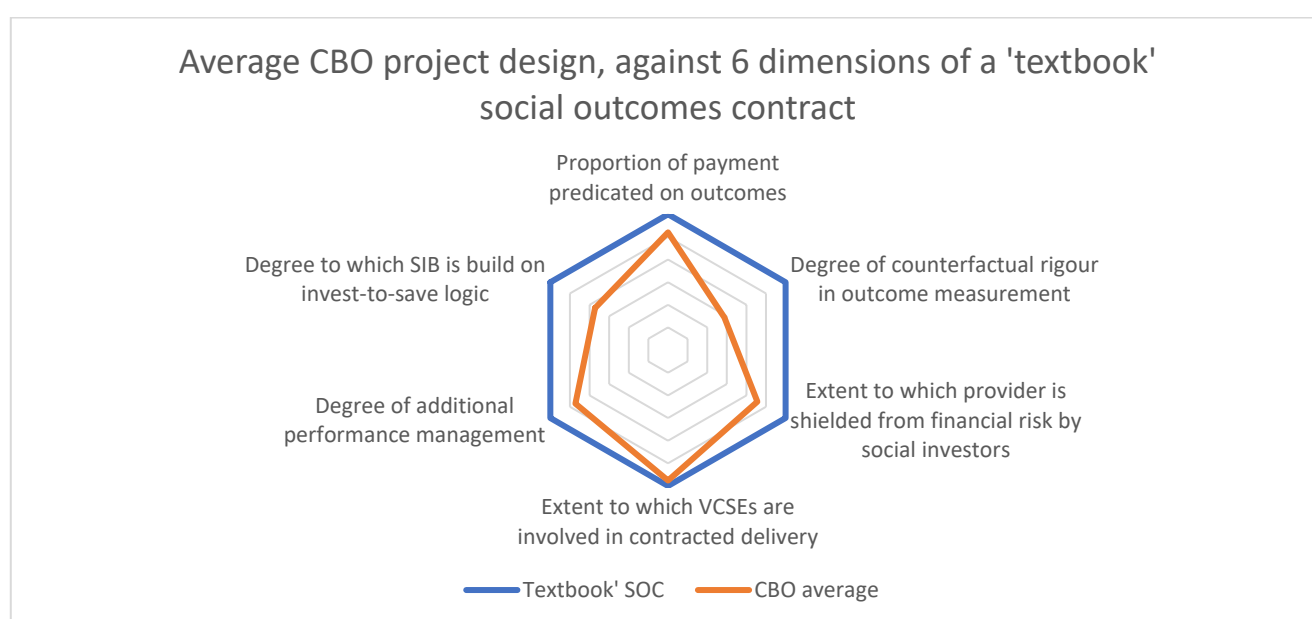 Average CBO project design, against 6 dimensions of a 'textbook'
social outcomes contract
Proportion of payment
predicated on outcomes
Degree to which SIB is build on
invest-to-save logic
Degree of counterfactual rigour
in outcome measurement
Degree of additional
performance management
Extent to which provider is
shielded from financial risk by
social investors
Extent to which VCSEs are
involved in contracted delivery
Textbook' SOC
CBO average